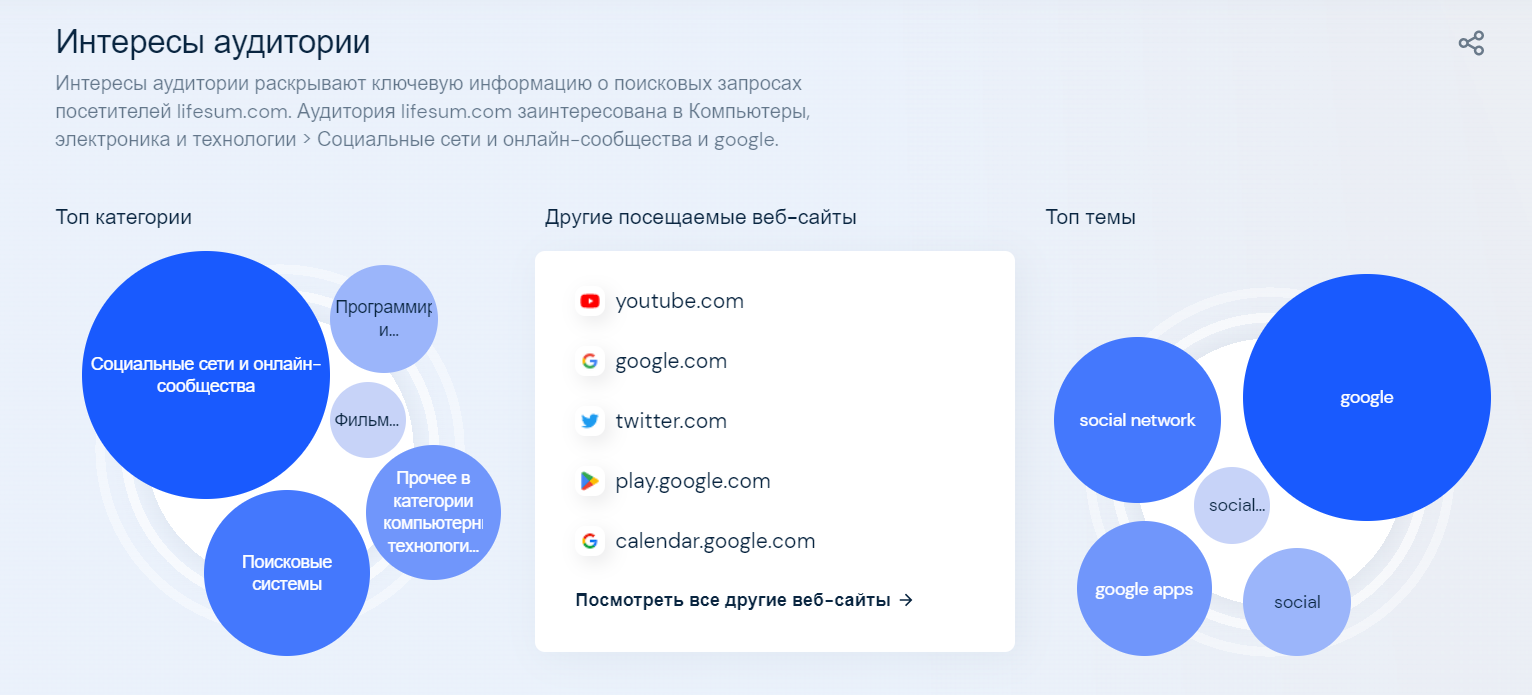 Интересы аудитории
Интересы аудитории раскрывают ключевую информацию о поисковых запросах
посетителей lifesum.com. Аудитория lifesum.com заинтересована в Компьютеры,
электроника и технологии > Социальные сети и онлайн-сообщества и google.
Топ категории
Социальные сети и онлайн-
сообщества
Программир
и...
Фильм...
Прочее в
категории
компьютерн
технологи...
Поисковые
системы
Другие посещаемые веб-сайты
youtube.com
google.com
twitter.com
play.google.com
calendar.google.com
Посмотреть все другие веб-сайты →
Топ темы
google
social network
social...
google apps
social